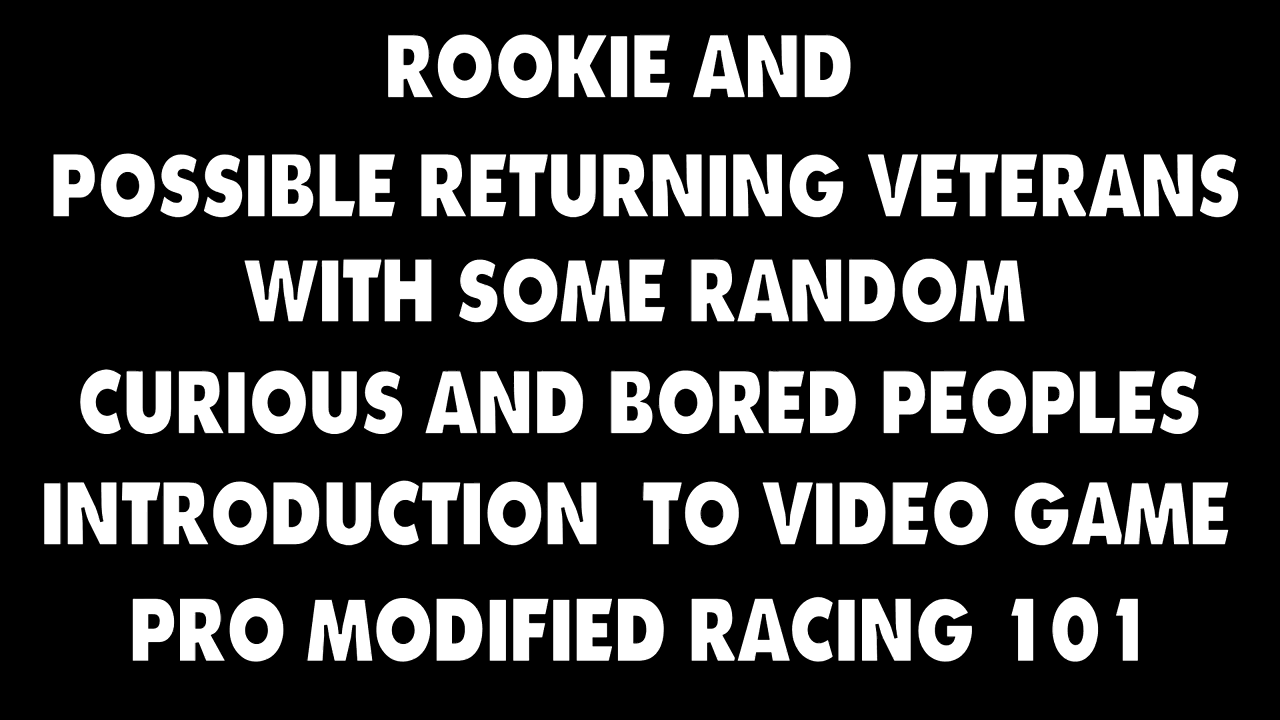 ROOKIE AND
POSSIBLE RETURNING VETERANS
WITH SOME RANDOM
CURIOUS AND BORED PEOPLES
INTRODUCTION  TO VIDEO GAME
PRO MODIFIED RACING 101